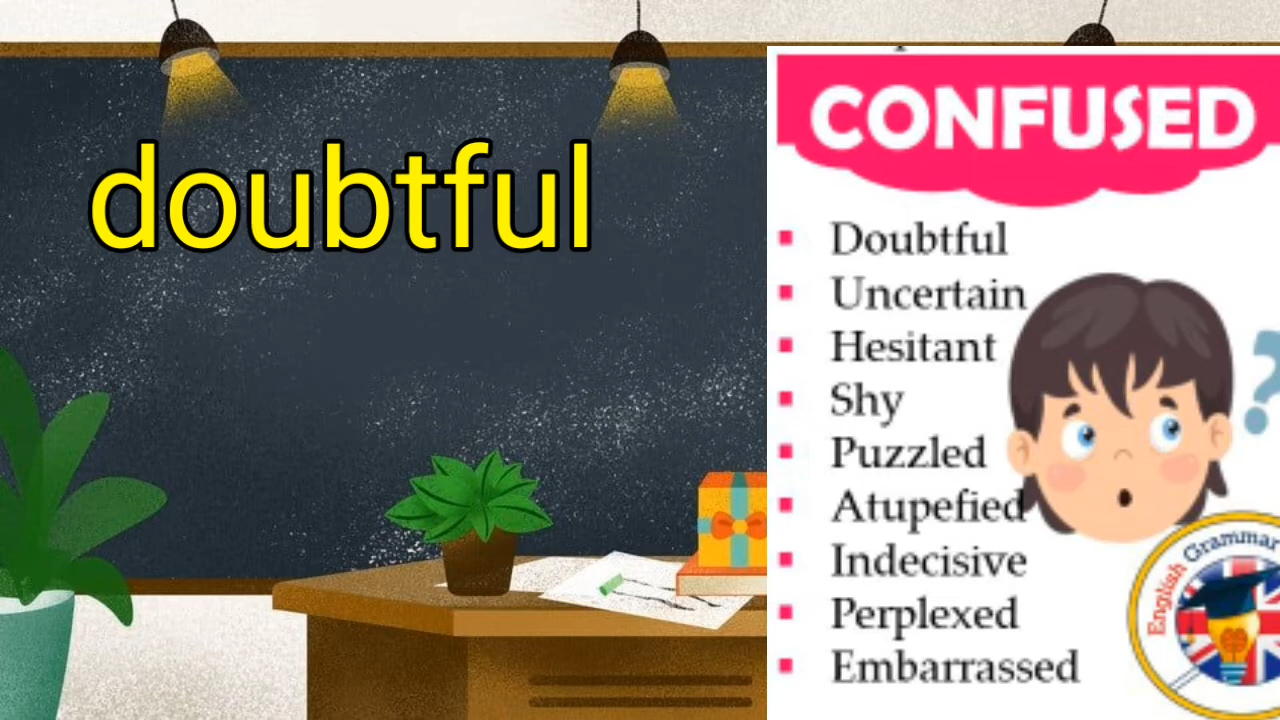 doubtful
CONFUSED
Doubtful
Uncertain
Hesitant
Shy
Puzzled
Atupefied
Indecisive
Perplexed
Embarrassed
English Grammar
?